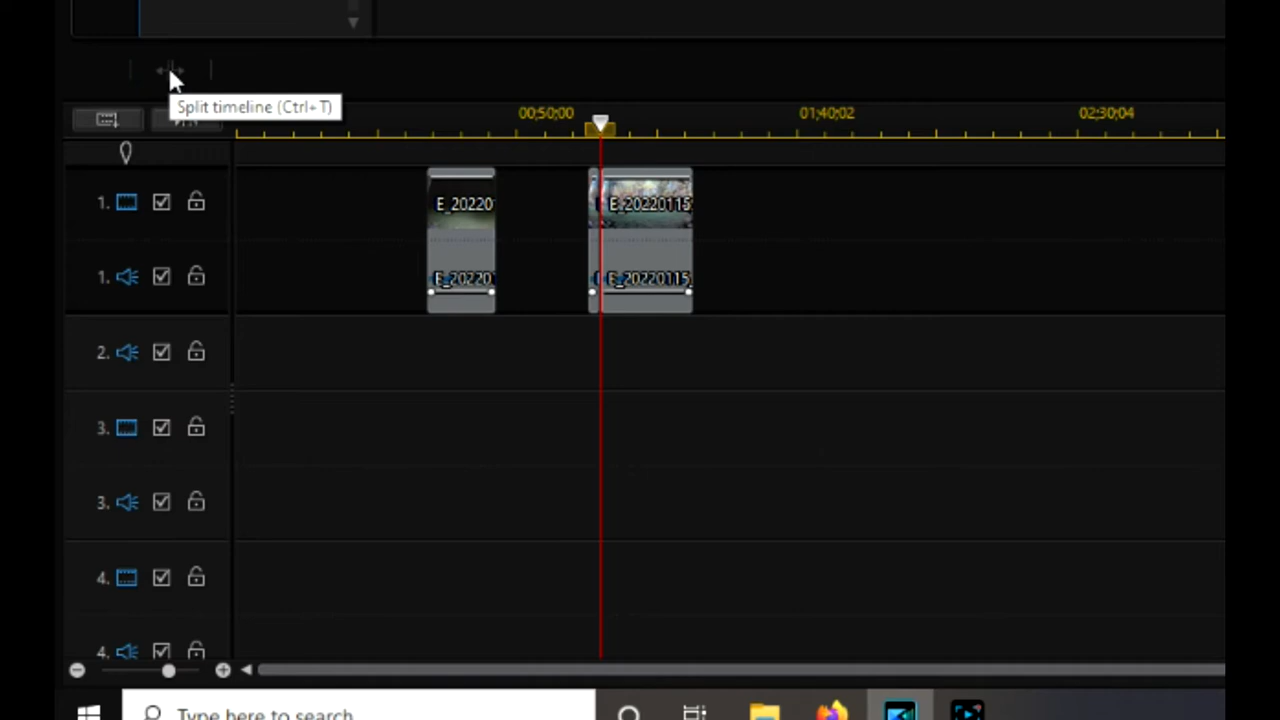 Split timeline (Ctrl+T)
00;50;00 01;40;02 02;30;04
1. E_20220 E_20220115
1. E_20220 E_20220115
2.
3.
3.
4.
4.
Type here to search